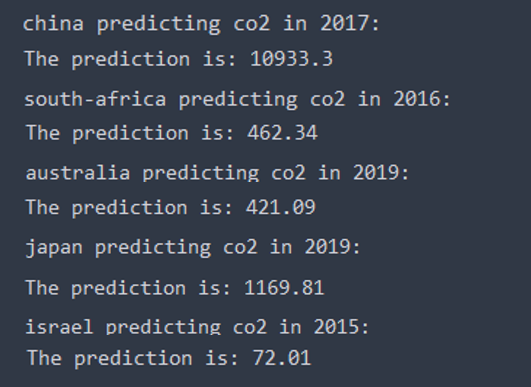 china predicting co2 in 2017:
The prediction is: 10933.3
south-africa predicting co2 in 2016:
The prediction is: 462.34
australia predicting co2 in 2019:
The prediction is: 421.09
japan predicting co2 in 2019:
The prediction is: 1169.81
israel predicting co2 in 2015:
The prediction is: 72.01